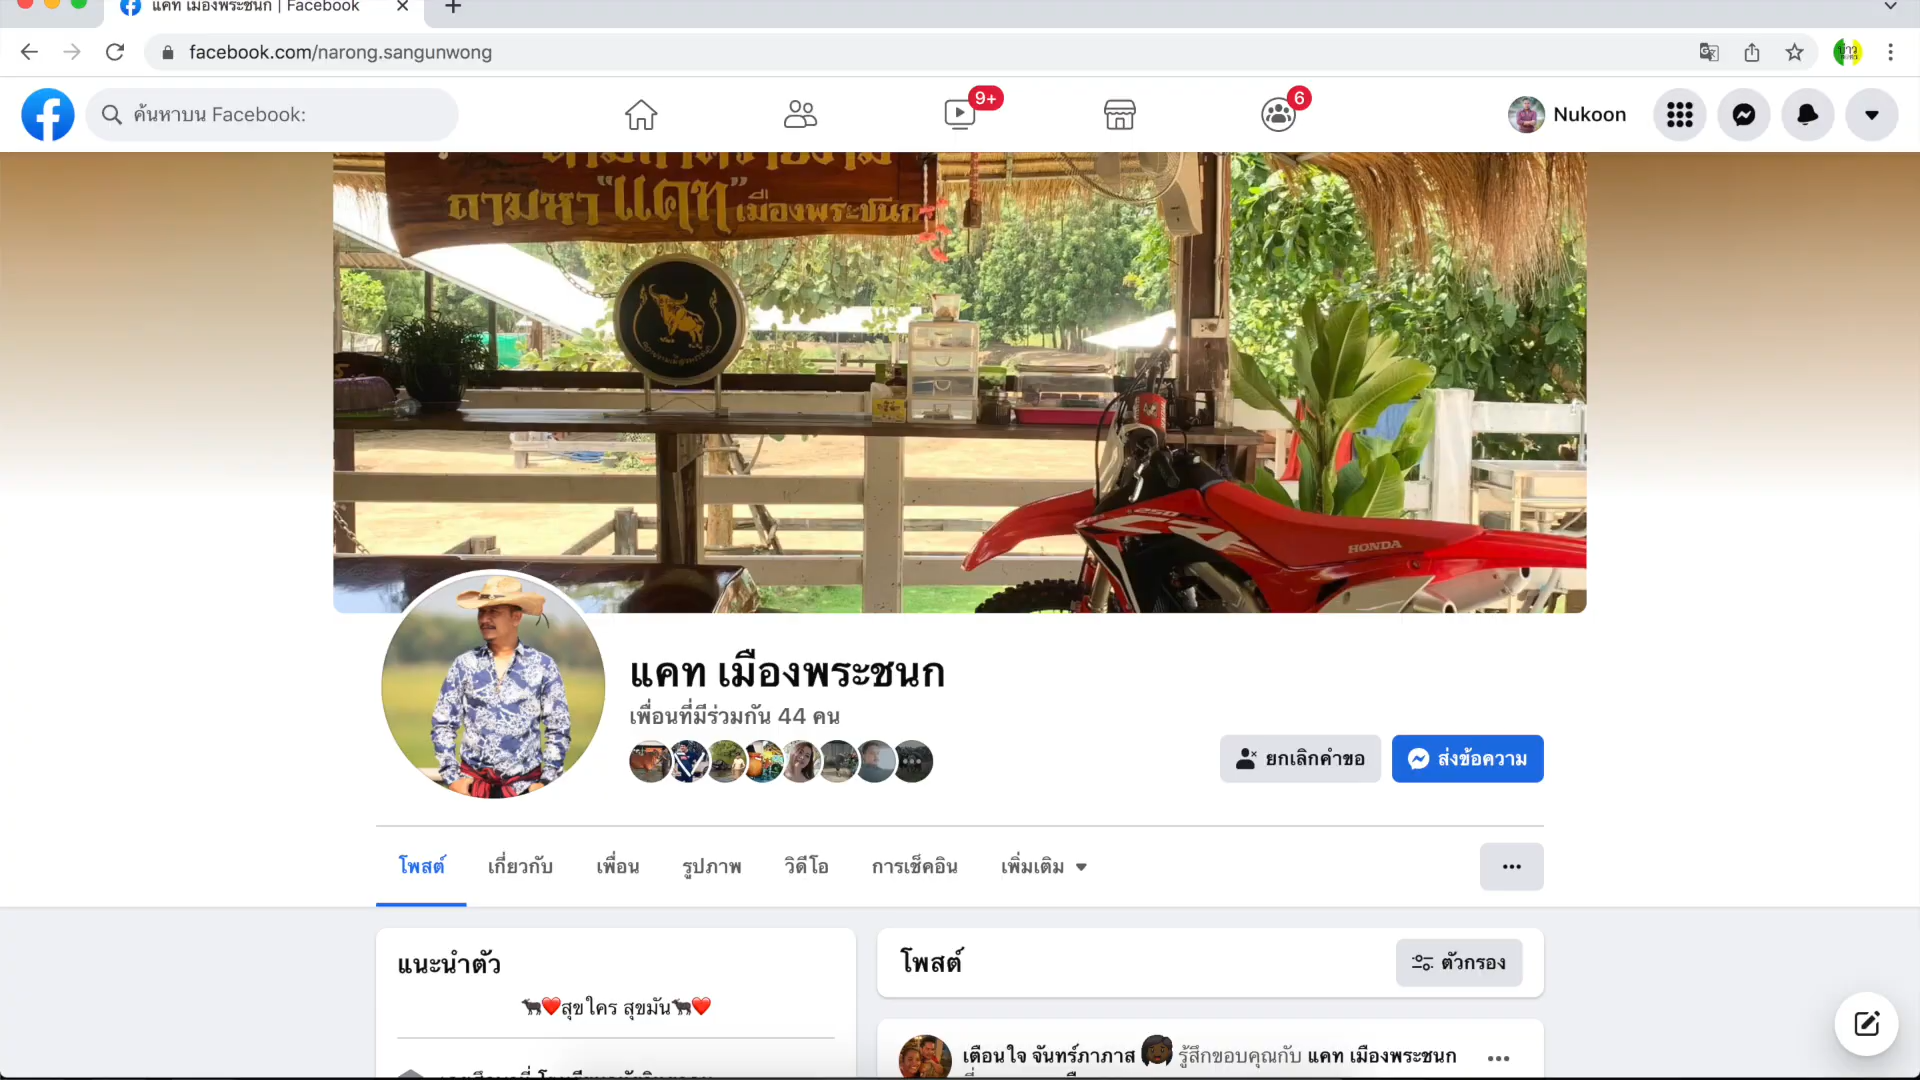 แคท เมืองพระชนก | Facebook
facebook.com/narong.sangunwong
ค้นหาบน Facebook:
9+
6
Nukoon
ถามหา "แคท" เมืองพระชนก
250
CRF
HONDA
แคท เมืองพระชนก
เพื่อนที่มีร่วมกัน 44 คน
ยกเลิกคำขอ
ส่งข้อความ
โพสต์
เกี่ยวกับ
เพื่อน
รูปภาพ
วิดีโอ
การเช็คอิน
เพิ่มเติม
แนะนำตัว
🐃❤️สุขใคร สุขมัน🐃❤️
โพสต์
ตัวกรอง
เตือนใจ จันทร์ภาภาส รู้สึกขอบคุณกับ แคท เมืองพระชนก